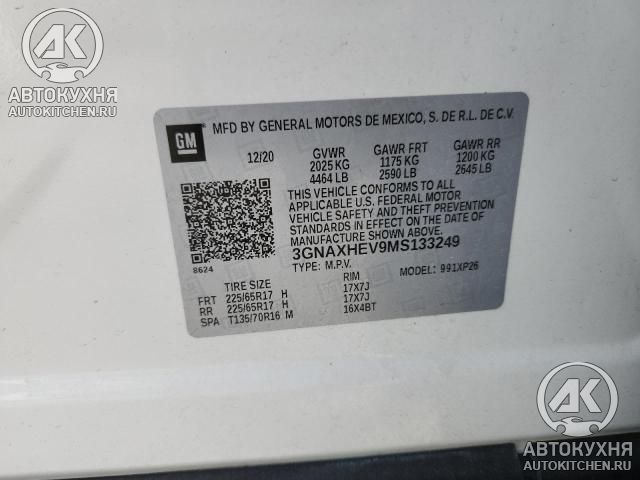 AK
АВТОКУХНЯ
AUTOKITCHEN.RU
GM
MFD BY GENERAL MOTORS DE MEXICO, S. DE R.L. DE C.V.
12/20 GVWR GAWR FRT GAWR RR
2025 KG 1175 KG 1200 KG
4464 LB 2590 LB 2645 LB
THIS VEHICLE CONFORMS TO ALL
APPLICABLE U.S. FEDERAL MOTOR
VEHICLE SAFETY AND THEFT PREVENTION
STANDARDS IN EFFECT ON THE DATE OF
MANUFACTURE SHOWN ABOVE.
3GNAXHEV9MS133249
8624
TYPE: M.P.V. MODEL: 991XP26
TIRE SIZE RIM
FRT 225/65R17 H 17X7J
RR 225/65R17 H 17X7J
SPA T135/70R16 M 16X4BT
AK
АВТОКУХНЯ
AUTOKITCHEN.RU